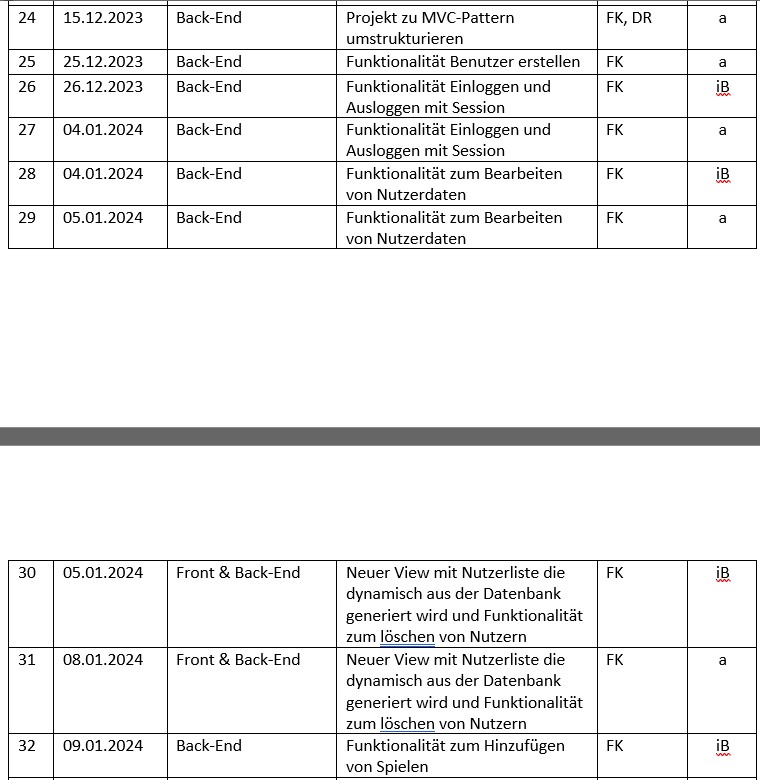 24 15.12.2023 Back-End Projekt zu MVC-Pattern FK, DR a
umstrukturieren
25 25.12.2023 Back-End Funktionalität Benutzer erstellen FK a
26 26.12.2023 Back-End Funktionalität Einloggen und FK iB
Ausloggen mit Session
27 04.01.2024 Back-End Funktionalität Einloggen und FK a
Ausloggen mit Session
28 04.01.2024 Back-End Funktionalität zum Bearbeiten FK iB
von Nutzerdaten
29 05.01.2024 Back-End Funktionalität zum Bearbeiten FK a
von Nutzerdaten
30 05.01.2024 Front & Back-End Neuer View mit Nutzerliste die FK iB
dynamisch aus der Datenbank
generiert wird und Funktionalität
zum löschen von Nutzern
31 08.01.2024 Front & Back-End Neuer View mit Nutzerliste die FK a
dynamisch aus der Datenbank
generiert wird und Funktionalität
zum löschen von Nutzern
32 09.01.2024 Back-End Funktionalität zum Hinzufügen FK iB
von Spielen